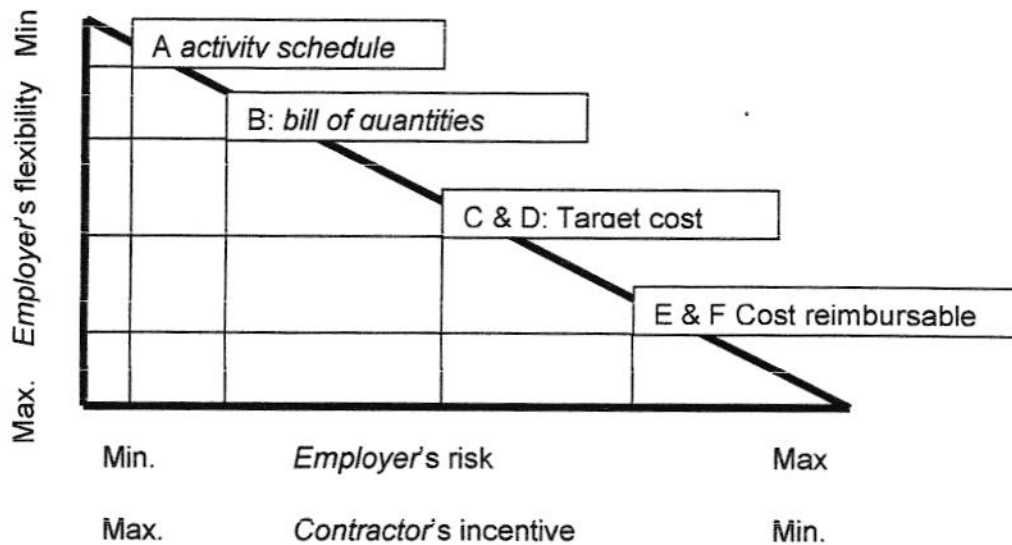 Max. Employer's flexibility Min
A activity schedule
B: bill of quantities
C & D: Target cost
E & F Cost reimbursable
Min. Employer's risk Max
Max. Contractor's incentive Min.